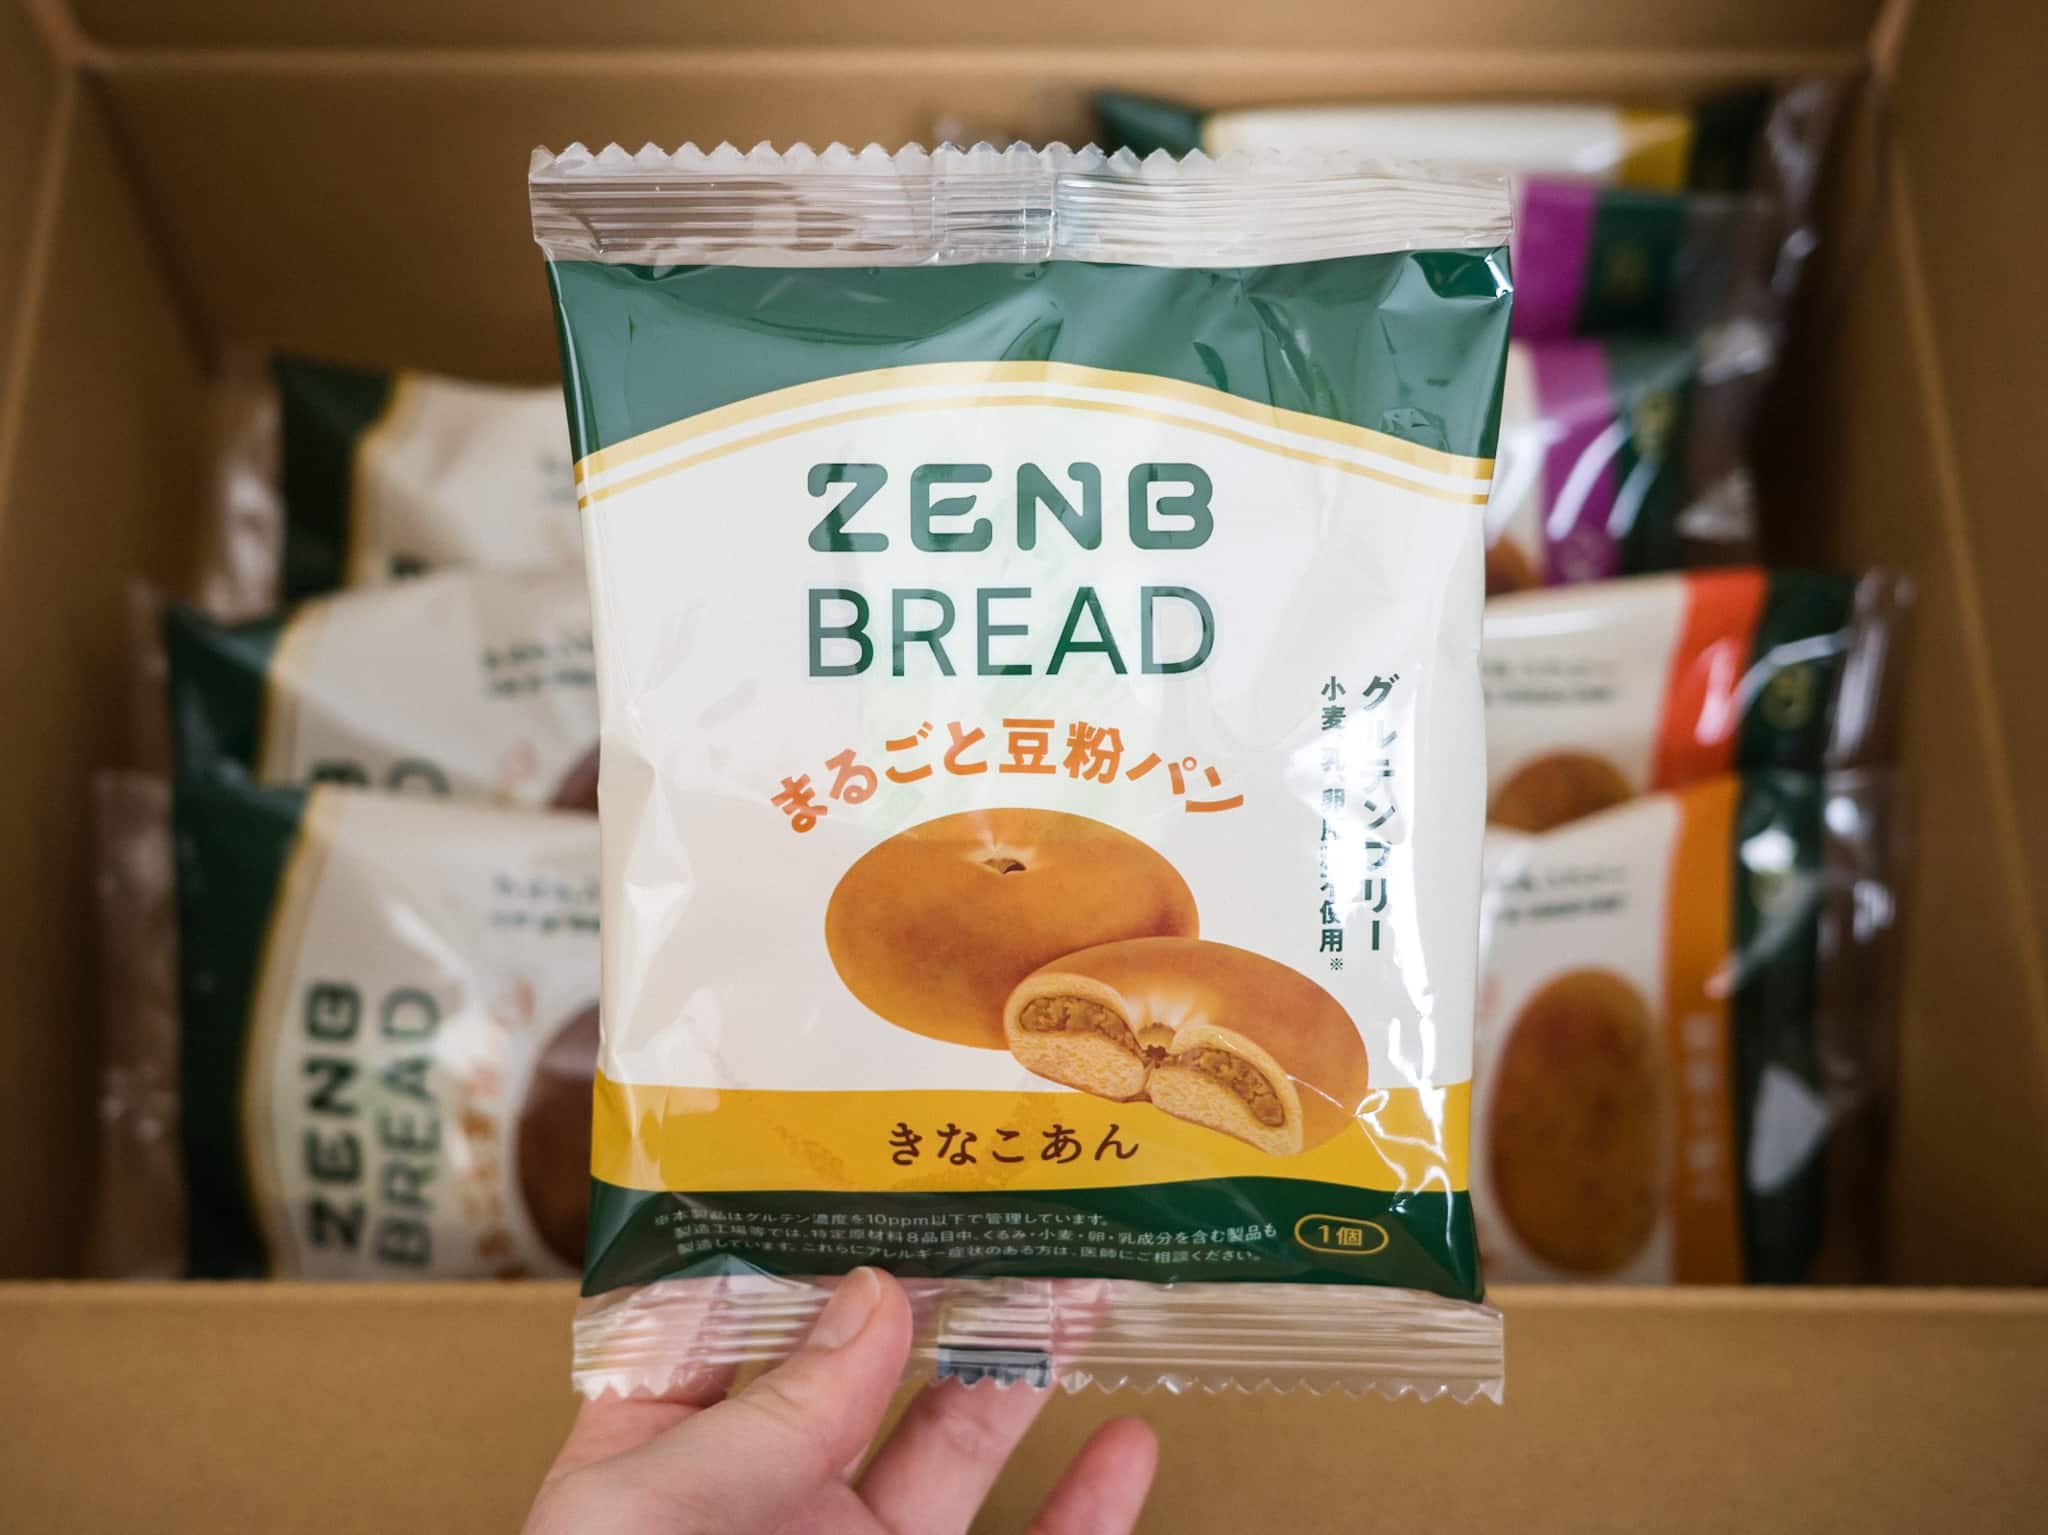 ZENB
BREAD
まるごと豆粉パン
グルテンフリー
小麦、乳、卵原料不使用※
きなこあん
※本製品はグルテン濃度を10ppm以下で管理しています。
製造工場等では、特定原材料8品目中、くるみ・小麦・卵・乳成分を含む製品も
製造しています。これらにアレルギー症状のある方は、医師にご相談ください。
1個
ZENB
BREAD